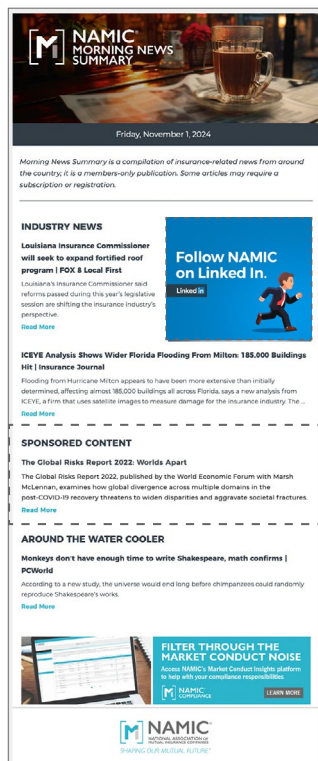 NAMIC
MORNING NEWS
SUMMARY
Friday, November 1, 2024
Morning News Summary is a compilation of insurance-related news from around
the country; it is a members-only publication. Some articles may require a
subscription or registration.
INDUSTRY NEWS
Louisiana Insurance Commissioner
will seek to expand fortified roof
program | FOX 8 Local First
Louisiana's Insurance Commissioner said
reforms passed during this year's legislative
session are shifting the insurance industry's
perspective.
Read More
Follow NAMIC
on Linked In.
Linked in
ICEYE Analysis Shows Wider Florida Flooding From Milton: 185,000 Buildings
Hit | Insurance Journal
Flooding from Hurricane Milton appears to have been more extensive than initially
determined, affecting almost 185,000 buildings all across Florida, says a new analysis from
ICEYE, a firm that uses satellite images to measure damage for the insurance industry. The ...
Read More
SPONSORED CONTENT
The Global Risks Report 2022: Worlds Apart
The Global Risks Report 2022, published by the World Economic Forum with Marsh
McLennan, examines how global divergence across multiple domains in the
post-COVID-19 recovery threatens to widen disparities and aggravate societal fractures.
Read More
AROUND THE WATER COOLER
Monkeys don't have enough time to write Shakespeare, math confirms |
PCWorld
According to a new study, the universe would end long before chimpanzees could randomly
reproduce Shakespeare's works.
Read More
FILTER THROUGH THE
MARKET CONDUCT NOISE
Access NAMIC's Market Conduct Insights platform
to help with your compliance responsibilities
NAMIC
COMPLIANCE
LEARN MORE
NAMIC
NATIONAL ASSOCIATION OF
MUTUAL INSURANCE COMPANIES
SHAPING OUR MUTUAL FUTURE